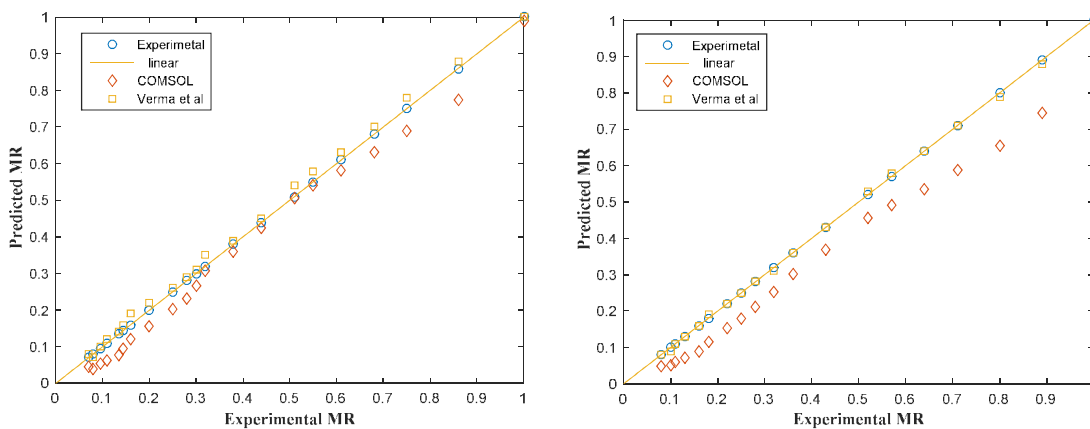 1
0.9
0.8
0.7
0.6
0.5
0.4
0.3
0.2
0.1
0
Predicted MR
Experimetal
linear
COMSOL
Verma et al
0 0.1 0.2 0.3 0.4 0.5 0.6 0.7 0.8 0.9 1
Experimental MR
1
0.9
0.8
0.7
0.6
0.5
0.4
0.3
0.2
0.1
0
Predicted MR
Experimetal
linear
COMSOL
Verma et al
0 0.1 0.2 0.3 0.4 0.5 0.6 0.7 0.8 0.9
Experimental MR